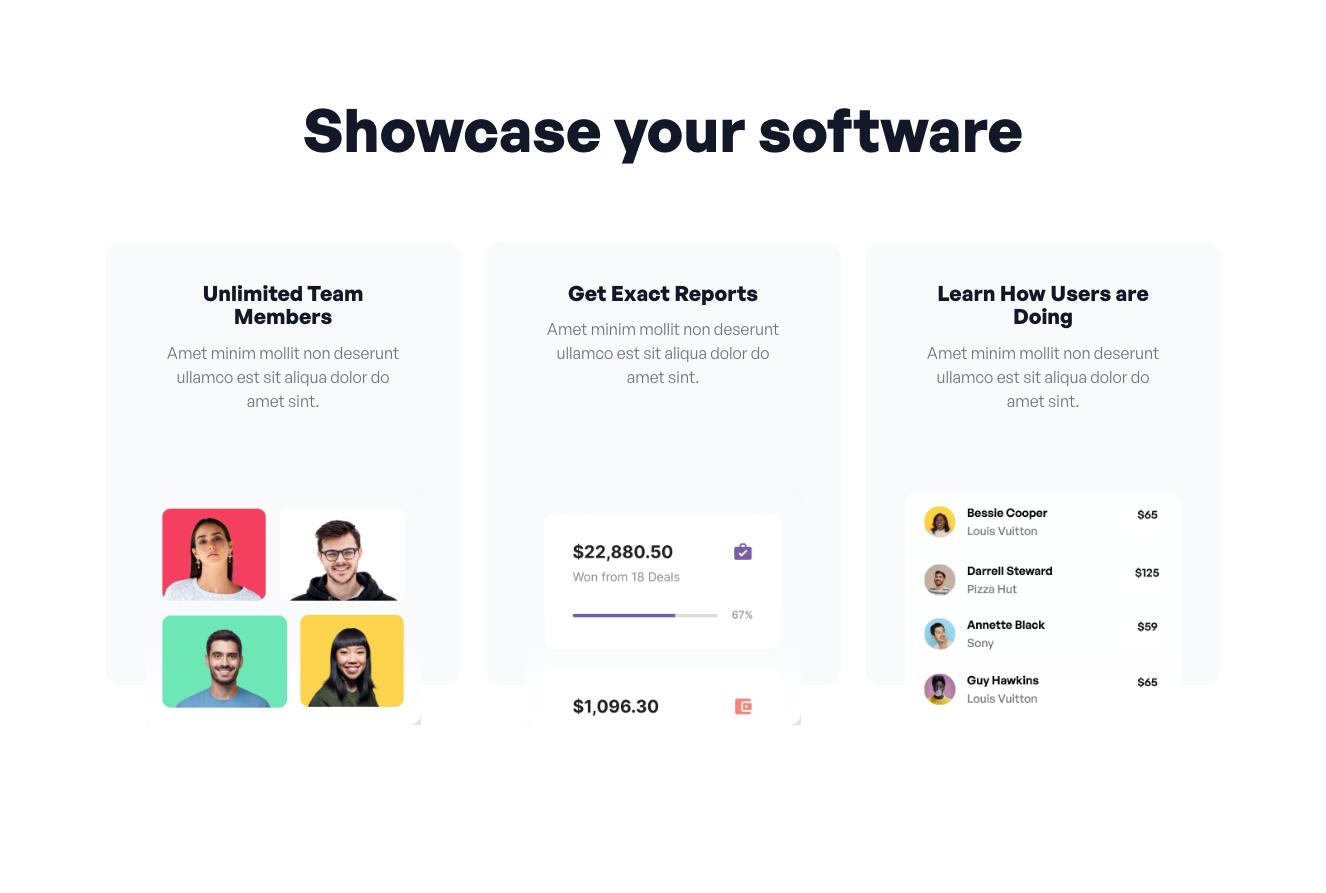 Showcase your software
Unlimited Team
Members
Amet minim mollit non deserunt
ullamco est sit aliqua dolor do
amet sint.
Get Exact Reports
Amet minim mollit non deserunt
ullamco est sit aliqua dolor do
amet sint.
$22,880.50
Won from 18 Deals
67%
$1,096.30
Learn How Users are
Doing
Amet minim mollit non deserunt
ullamco est sit aliqua dolor do
amet sint.
Bessie Cooper $65
Louis Vuitton
Darrell Steward $125
Pizza Hut
Annette Black $59
Sony
Guy Hawkins $65
Louis Vuitton